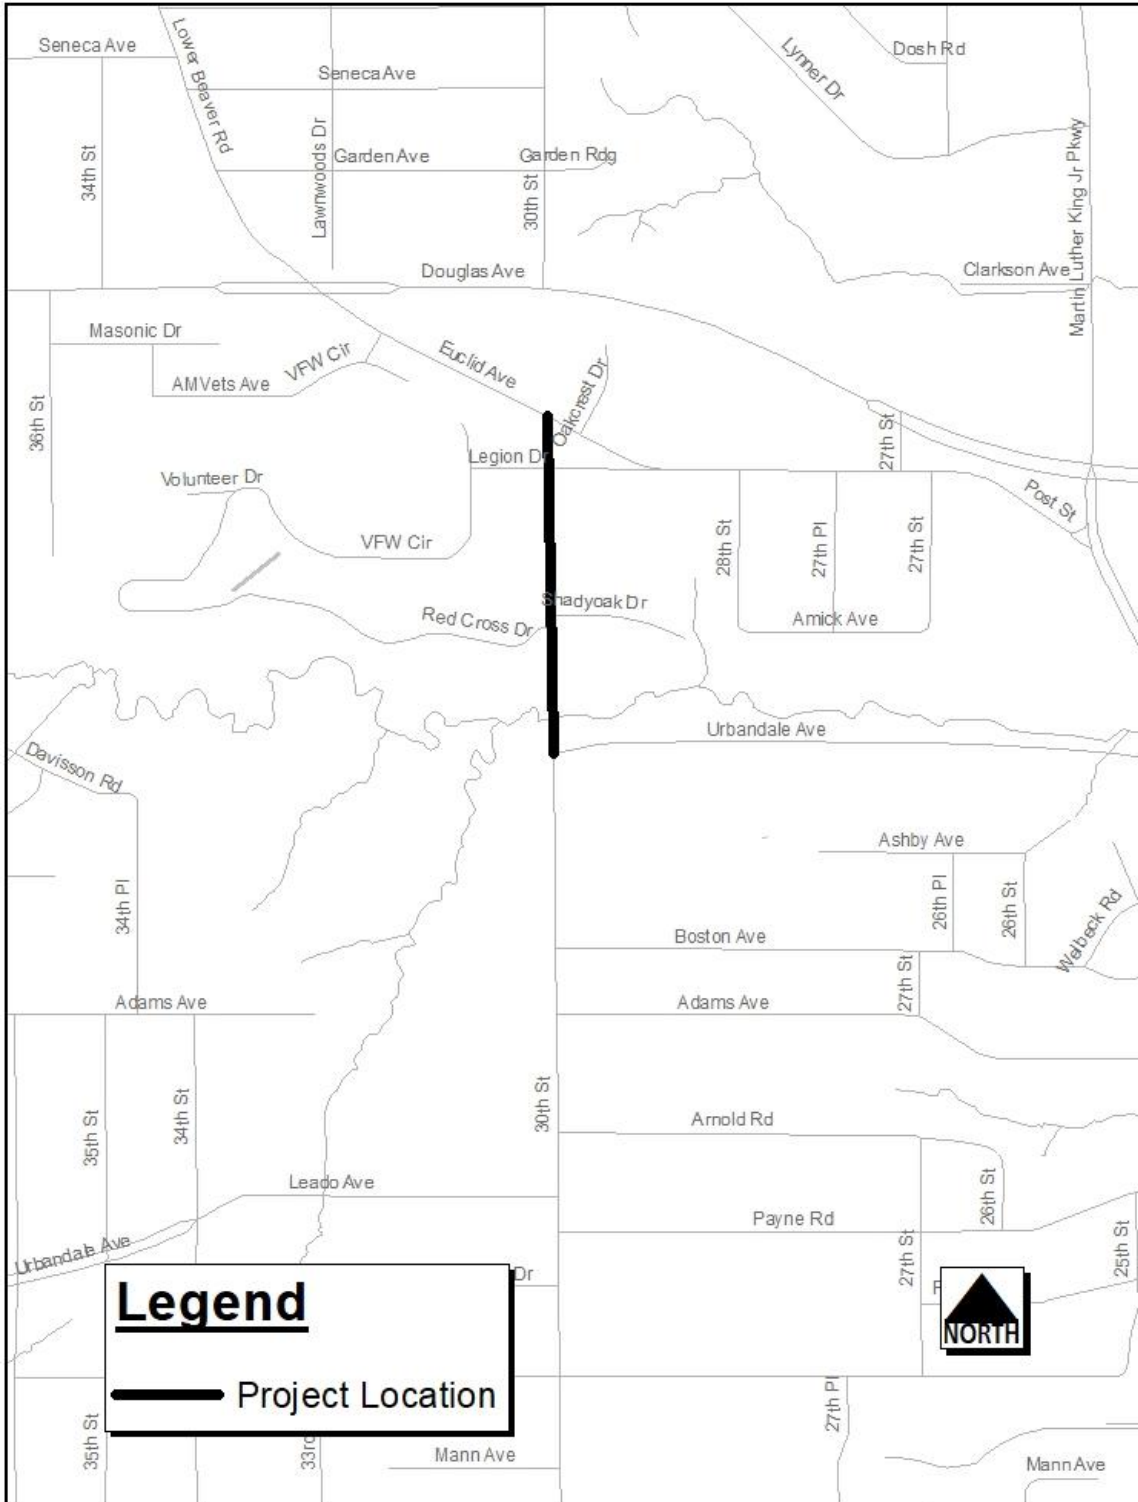 Seneca Ave
Lower Beaver Rd
Seneca Ave
Lynner Dr
Dosh Rd
34th St
Lawnwoods Dr
Garden Ave
Garden Rdg
30th St
Martin Luther King Jr Pkwy
Douglas Ave
Clarkson Ave
Masonic Dr
VFW Cir
Euclid Ave
AMVets Ave
Oakcrest Dr
36th St
27th St
Legion Dr
Volunteer Dr
Post St
VFW Cir
28th St
27th Pl
27th St
Shadyoak Dr
Red Cross Dr
Amick Ave
Urbandale Ave
Davisson Rd
Ashby Ave
34th Pl
26th Pl
26th St
Welbeck Rd
Boston Ave
27th St
Adams Ave
Adams Ave
35th St
34th St
30th St
Arnold Rd
Leado Ave
26th St
Payne Rd
Urbandale Ave
27th St
25th St
Dr
Legend
NORTH
Project Location
27th Pl
35th St
33rd
Mann Ave
Mann Ave